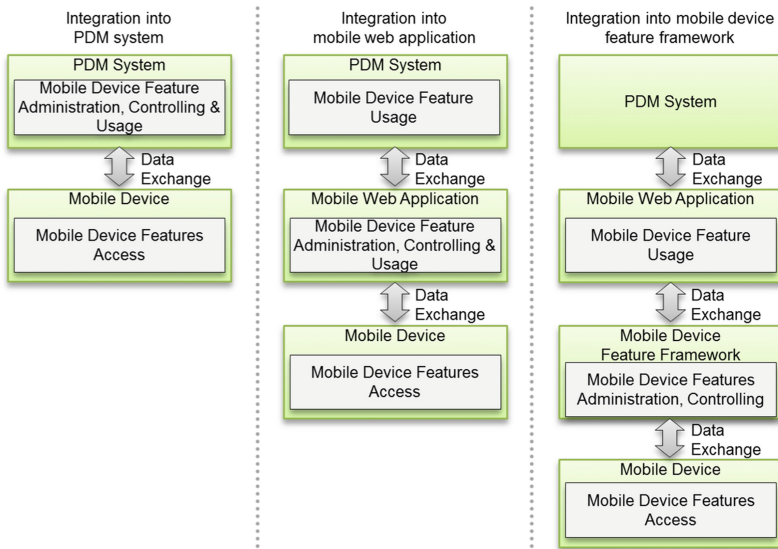 Integration into
PDM system
PDM System
Mobile Device Feature
Administration, Controlling &
Usage
Data
Exchange
Mobile Device
Mobile Device Features
Access
Integration into
mobile web application
PDM System
Mobile Device Feature
Usage
Data
Exchange
Mobile Web Application
Mobile Device Feature
Administration, Controlling &
Usage
Data
Exchange
Mobile Device
Mobile Device Features
Access
Integration into mobile device
feature framework
PDM System
Data
Exchange
Mobile Web Application
Mobile Device Feature
Usage
Data
Exchange
Mobile Device
Feature Framework
Mobile Device Features
Administration, Controlling
Data
Exchange
Mobile Device
Mobile Device Features
Access